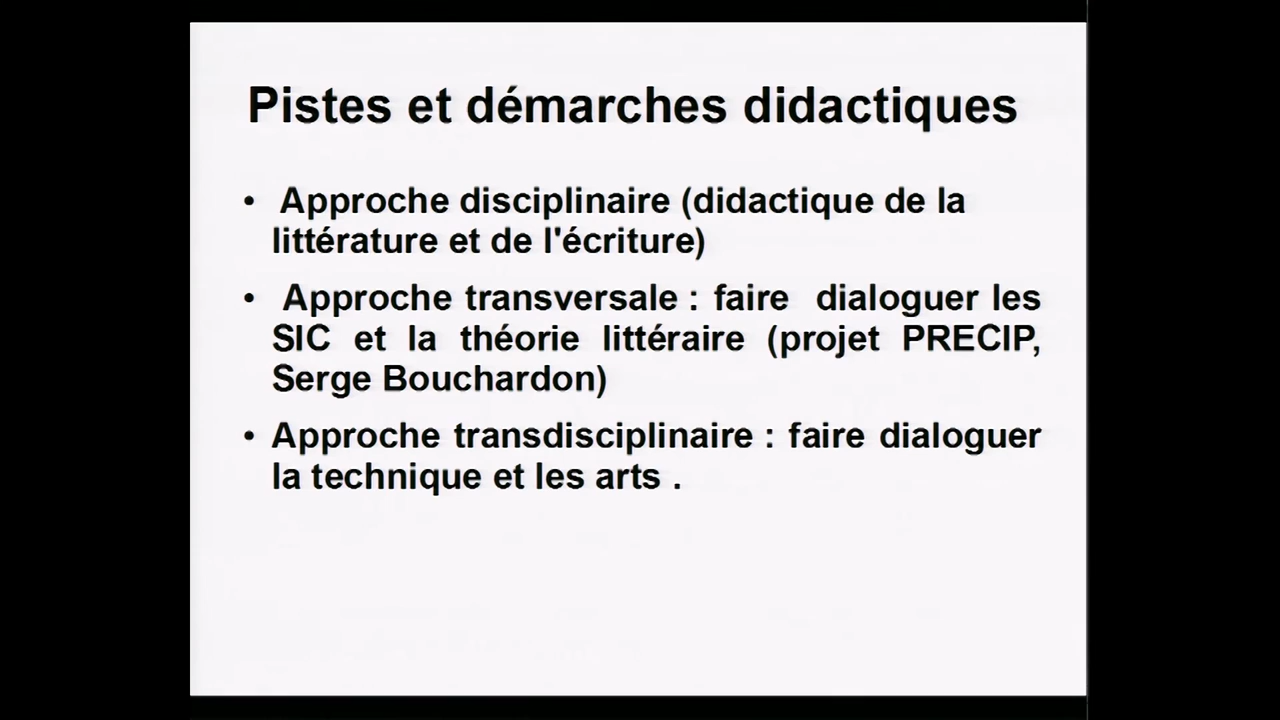 Pistes et démarches didactiques
• Approche disciplinaire (didactique de la
littérature et de l'écriture)
• Approche transversale : faire dialoguer les
SIC et la théorie littéraire (projet PRECIP,
Serge Bouchardon)
• Approche transdisciplinaire : faire dialoguer
la technique et les arts .